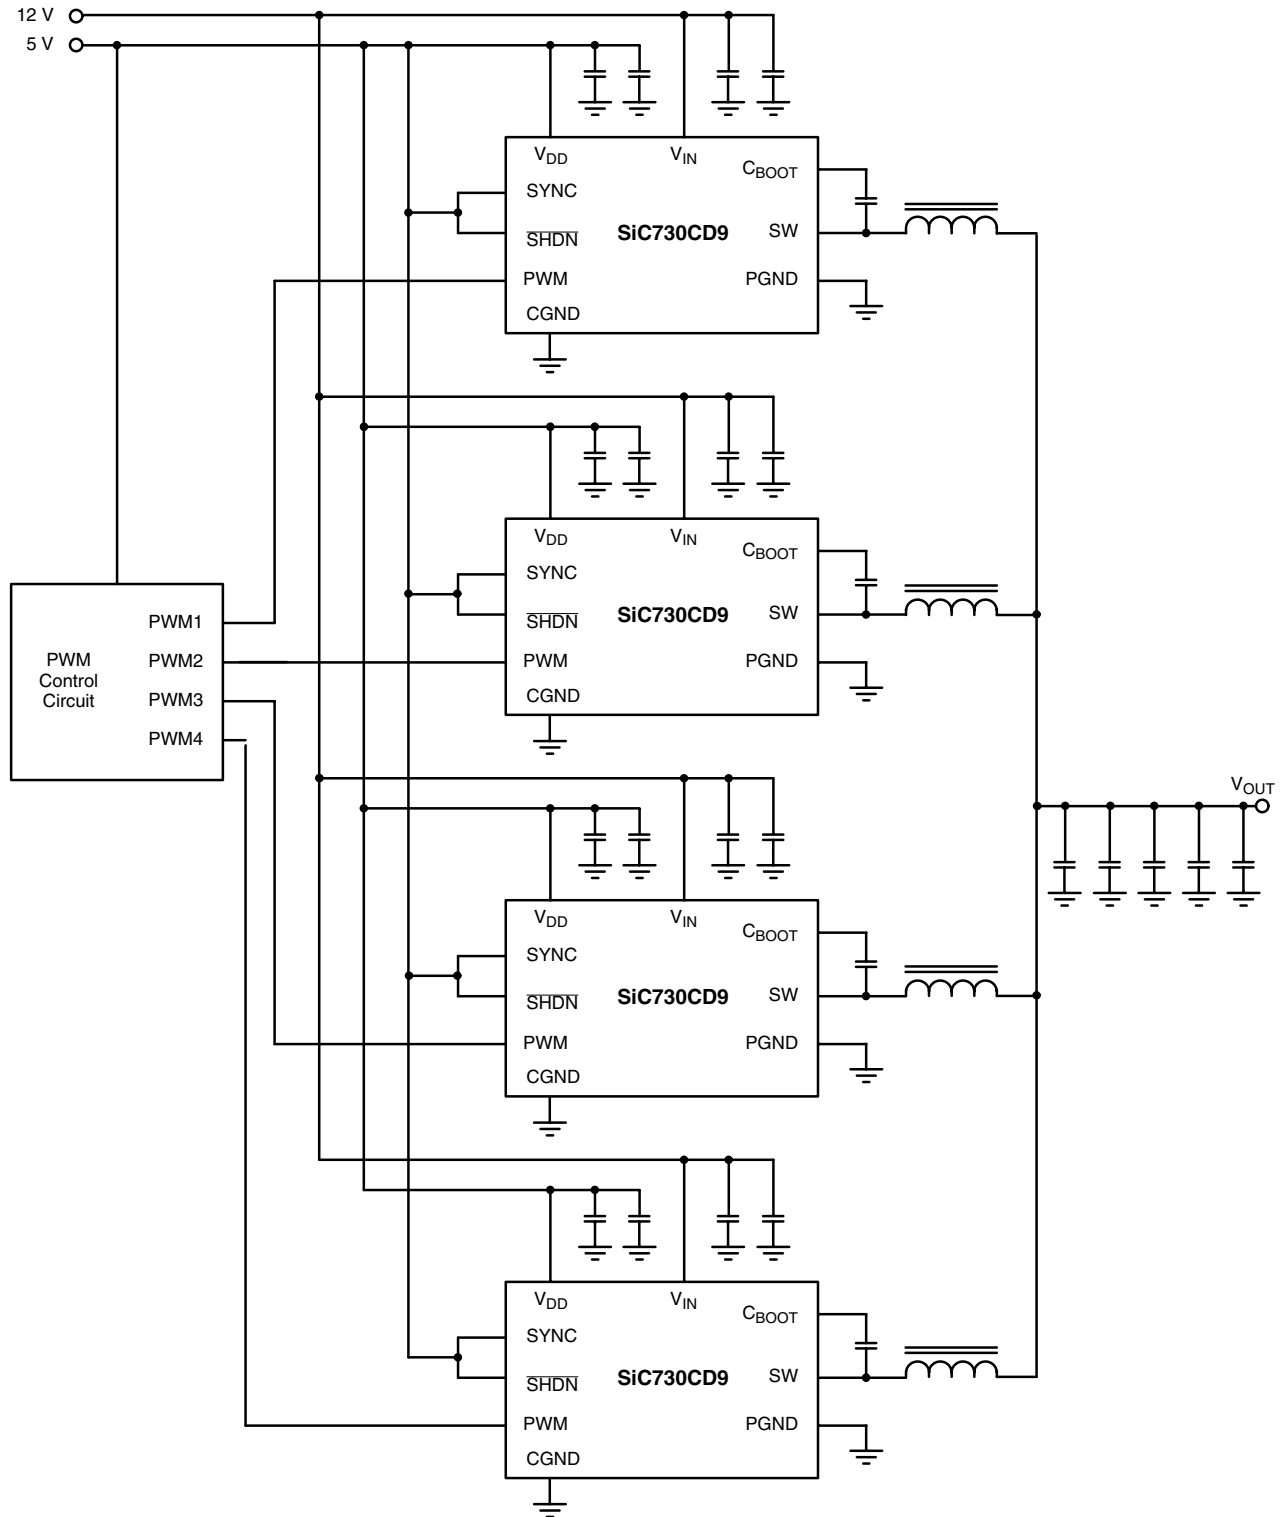 12 V
5 V
VDD
VIN
CBOOT
SYNC
SHDN
SiC730CD9
SW
PWM
PGND
CGND
VDD
VIN
CBOOT
SYNC
SHDN
SiC730CD9
SW
PWM
PGND
CGND
PWM Control Circuit
PWM1
PWM2
PWM3
PWM4
VOUT
VDD
VIN
CBOOT
SYNC
SHDN
SiC730CD9
SW
PWM
PGND
CGND
VDD
VIN
CBOOT
SYNC
SHDN
SiC730CD9
SW
PWM
PGND
CGND